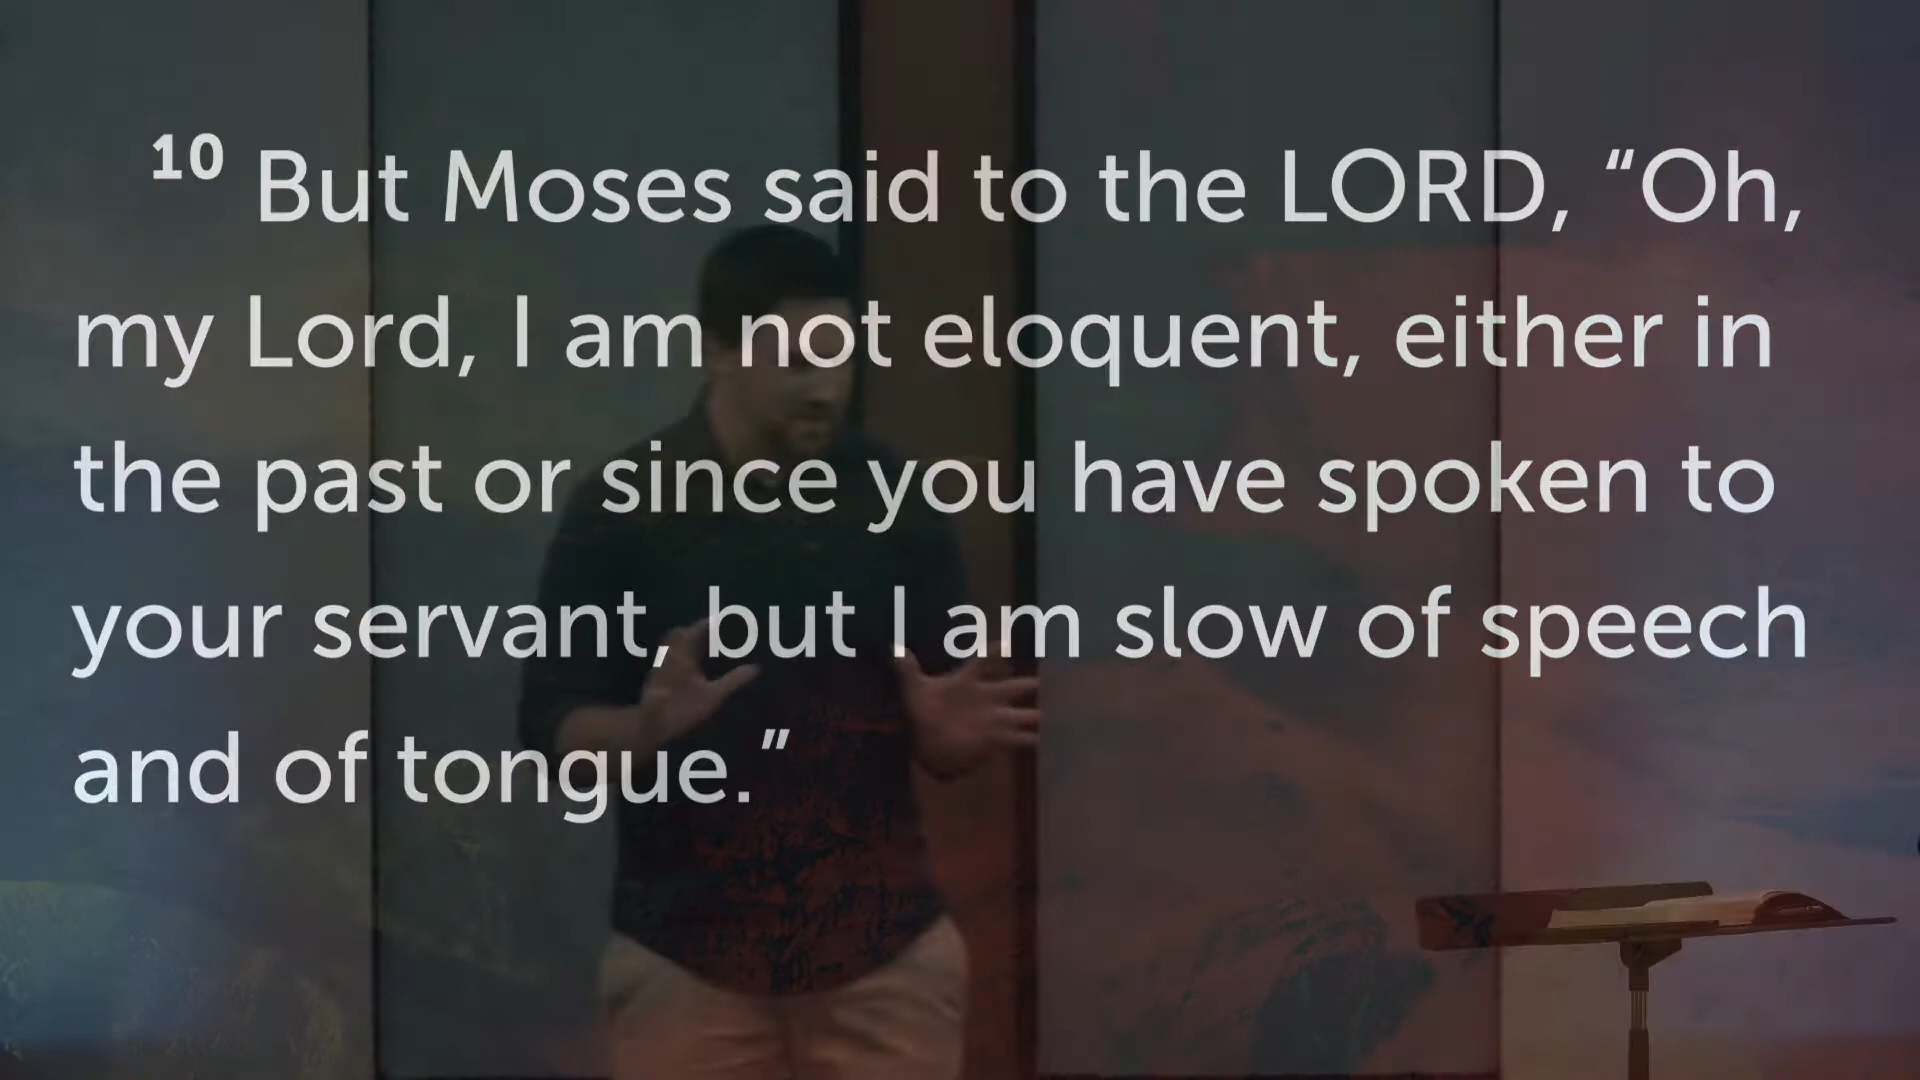 10 But Moses said to the LORD, “Oh,
my Lord, I am not eloquent, either in
the past or since you have spoken to
your servant, but I am slow of speech
and of tongue.”